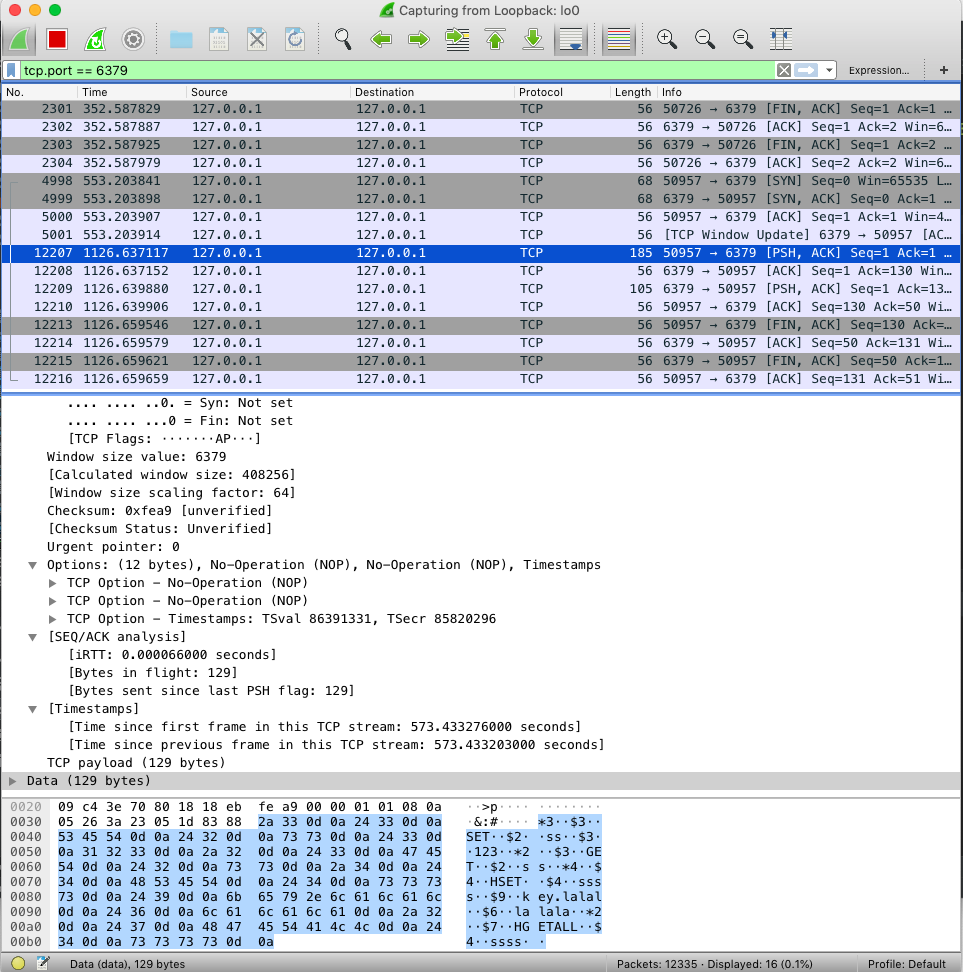 Capturing from Loopback: lo0
tcp.port == 6379
Expression...
+
No. Time Source Destination Protocol Length Info
2301 352.587829 127.0.0.1 127.0.0.1 TCP 56 50726 → 6379 [FIN, ACK] Seq=1 Ack=1 …
2302 352.587887 127.0.0.1 127.0.0.1 TCP 56 6379 → 50726 [ACK] Seq=1 Ack=2 Win=6…
2303 352.587925 127.0.0.1 127.0.0.1 TCP 56 6379 → 50726 [FIN, ACK] Seq=1 Ack=2 …
2304 352.587979 127.0.0.1 127.0.0.1 TCP 56 50726 → 6379 [ACK] Seq=2 Ack=2 Win=6…
4998 553.203841 127.0.0.1 127.0.0.1 TCP 68 50957 → 6379 [SYN] Seq=0 Win=65535 L…
4999 553.203898 127.0.0.1 127.0.0.1 TCP 68 6379 → 50957 [SYN, ACK] Seq=0 Ack=1 …
5000 553.203907 127.0.0.1 127.0.0.1 TCP 56 50957 → 6379 [ACK] Seq=1 Ack=1 Win=4…
5001 553.203914 127.0.0.1 127.0.0.1 TCP 56 [TCP Window Update] 6379 → 50957 [AC…
12207 1126.637117 127.0.0.1 127.0.0.1 TCP 185 50957 → 6379 [PSH, ACK] Seq=1 Ack=1 …
12208 1126.637152 127.0.0.1 127.0.0.1 TCP 56 6379 → 50957 [ACK] Seq=1 Ack=130 Win…
12209 1126.639880 127.0.0.1 127.0.0.1 TCP 105 6379 → 50957 [PSH, ACK] Seq=1 Ack=13…
12210 1126.639906 127.0.0.1 127.0.0.1 TCP 56 50957 → 6379 [ACK] Seq=130 Ack=50 Wi…
12213 1126.659546 127.0.0.1 127.0.0.1 TCP 56 50957 → 6379 [FIN, ACK] Seq=130 Ack=…
12214 1126.659579 127.0.0.1 127.0.0.1 TCP 56 6379 → 50957 [ACK] Seq=50 Ack=131 Wi…
12215 1126.659621 127.0.0.1 127.0.0.1 TCP 56 6379 → 50957 [FIN, ACK] Seq=50 Ack=1…
12216 1126.659659 127.0.0.1 127.0.0.1 TCP 56 50957 → 6379 [ACK] Seq=131 Ack=51 Wi…
.... .... ..0. = Syn: Not set
.... .... ...0 = Fin: Not set
[TCP Flags: ·······AP···]
Window size value: 6379
[Calculated window size: 408256]
[Window size scaling factor: 64]
Checksum: 0xfea9 [unverified]
[Checksum Status: Unverified]
Urgent pointer: 0
Options: (12 bytes), No-Operation (NOP), No-Operation (NOP), Timestamps
TCP Option – No-Operation (NOP)
TCP Option – No-Operation (NOP)
TCP Option – Timestamps: TSval 86391331, TSecr 85820296
[SEQ/ACK analysis]
[iRTT: 0.000066000 seconds]
[Bytes in flight: 129]
[Bytes sent since last PSH flag: 129]
[Timestamps]
[Time since first frame in this TCP stream: 573.433276000 seconds]
[Time since previous frame in this TCP stream: 573.433203000 seconds]
TCP payload (129 bytes)
Data (129 bytes)
0020 09 c4 3e 70 80 18 18 eb fe a9 00 00 01 01 08 0a ··>p···· ········
0030 05 26 3a 23 05 1d 83 88 2a 33 0d 0a 24 33 0d 0a ·&:#···· *3··$3··
0040 53 45 54 0d 0a 24 32 0d 0a 73 73 0d 0a 24 33 0d SET··$2· ·ss··$3·
0050 0a 31 32 33 0d 0a 2a 32 0d 0a 24 33 0d 0a 47 45 ·123··*2 ··$3··GE
0060 54 0d 0a 24 32 0d 0a 73 73 0d 0a 2a 34 0d 0a 24 T··$2··s s··*4··$
0070 34 0d 0a 48 53 45 54 0d 0a 24 34 0d 0a 73 73 73 4··HSET· ·$4··sss
0080 73 0d 0a 24 39 0d 0a 6b 65 79 2e 6c 61 6c 61 6c s··$9··k ey.lalal
0090 0d 0a 24 36 0d 0a 6c 61 6c 61 6c 61 0d 0a 2a 32 ··$6··la lala··*2
00a0 0d 0a 24 37 0d 0a 48 47 45 54 41 4c 4c 0d 0a 24 ··$7··HG ETALL··$
00b0 34 0d 0a 73 73 73 73 0d 0a 4··ssss· ·
Data (data), 129 bytes
Packets: 12335 · Displayed: 16 (0.1%)
Profile: Default